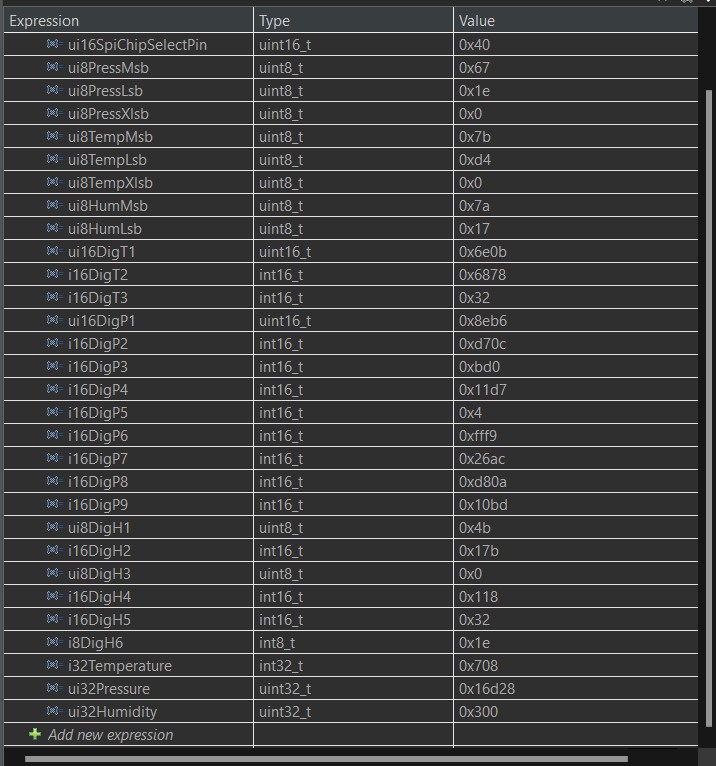 Expression Type Value
ui16SpiChipSelectPin uint16_t 0x40
ui8PressMsb uint8_t 0x67
ui8PressLsb uint8_t 0x1e
ui8PressXlsb uint8_t 0x0
ui8TempMsb uint8_t 0x7b
ui8TempLsb uint8_t 0xd4
ui8TempXlsb uint8_t 0x0
ui8HumMsb uint8_t 0x7a
ui8HumLsb uint8_t 0x17
ui16DigT1 uint16_t 0x6e0b
i16DigT2 int16_t 0x6878
i16DigT3 int16_t 0x32
ui16DigP1 uint16_t 0x8eb6
i16DigP2 int16_t 0xd70c
i16DigP3 int16_t 0xbd0
i16DigP4 int16_t 0x11d7
i16DigP5 int16_t 0x4
i16DigP6 int16_t 0xfff9
i16DigP7 int16_t 0x26ac
i16DigP8 int16_t 0xd80a
i16DigP9 int16_t 0x10bd
ui8DigH1 uint8_t 0x4b
i16DigH2 int16_t 0x17b
ui8DigH3 uint8_t 0x0
i16DigH4 int16_t 0x118
i16DigH5 int16_t 0x32
i8DigH6 int8_t 0x1e
i32Temperature int32_t 0x708
ui32Pressure uint32_t 0x16d28
ui32Humidity uint32_t 0x300
Add new expression